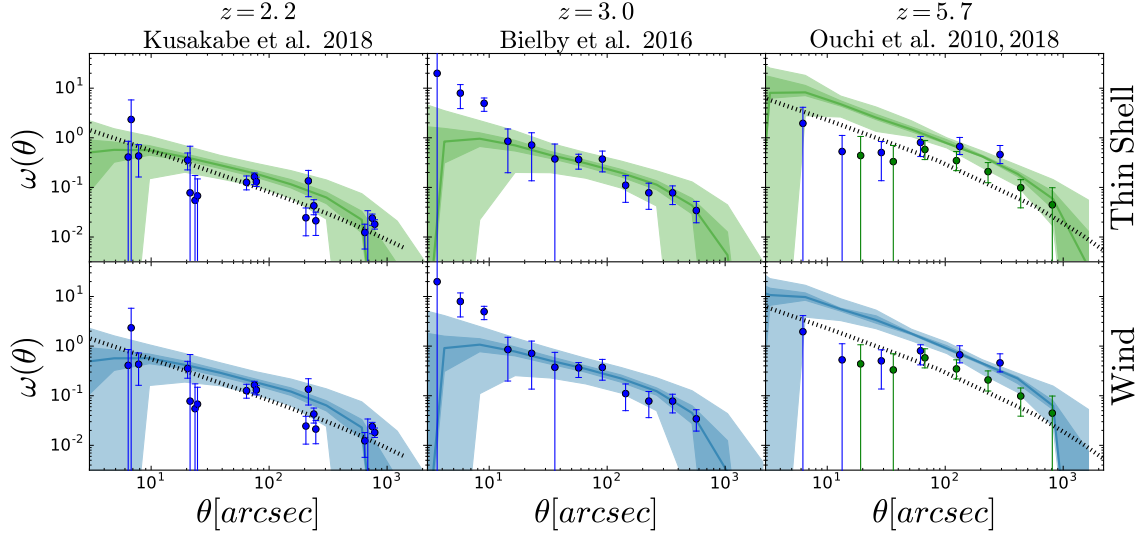 z = 2.2
Kusakabe et al. 2018
z = 3.0
Bielby et al. 2016
z = 5.7
Ouchi et al. 2010, 2018
ω(θ)
10^1
10^0
10^-1
10^-2
Thin Shell
ω(θ)
10^1
10^0
10^-1
10^-2
Wind
10^1 10^2 10^3
10^1 10^2 10^3
10^1 10^2 10^3
θ[arcsec]
θ[arcsec]
θ[arcsec]